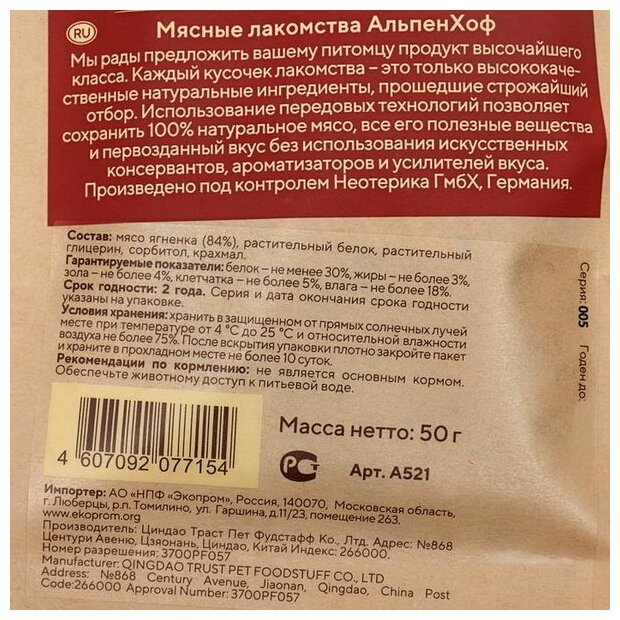 RU
Мясные лакомства АльпенХоф
Мы рады предложить вашему питомцу продукт высочайшего
класса. Каждый кусочек лакомства – это только высококаче-
ственные натуральные ингредиенты, прошедшие строжайший
отбор. Использование передовых технологий позволяет
сохранить 100% натуральное мясо, все его полезные вещества
и первозданный вкус без использования искусственных
консервантов, ароматизаторов и усилителей вкуса.
Произведено под контролем Неотерика ГмбХ, Германия.
Состав: мясо ягненка (84%), растительный белок, растительный
глицерин, сорбитол, крахмал.
Гарантируемые показатели: белок – не менее 30%, жиры – не более 3%,
зола – не более 4%, клетчатка – не более 5%, влага – не более 18%.
Срок годности: 2 года. Серия и дата окончания срока годности
указаны на упаковке.
Условия хранения: хранить в защищенном от прямых солнечных лучей
месте при температуре от 4 °C до 25 °C и относительной влажности
воздуха не более 75%. После вскрытия упаковки плотно закройте пакет
и храните в прохладном месте не более 10 суток.
Рекомендации по кормлению: не является основным кормом.
Обеспечьте животному доступ к питьевой воде.
Серия: 005 Годен до:
4 607092 077154
Масса нетто: 50 г
РСТ Арт. А521
Импортер: АО «НПФ «Экопром», Россия, 140070, Московская область,
г. Люберцы, р.п. Томилино, ул. Гаршина, д.11/23, помещение 263.
www.ekoprom.org
Производитель: Циндао Траст Пет Фудстафф Ко., Лтд. Адрес: №868
Центури Авеню, Цзяонань, Циндао, Китай Индекс: 266000.
Номер разрешения: 3700PF057
Manufacturer: QINGDAO TRUST PET FOODSTUFF CO., LTD
Address: №868 Century Avenue, Jiaonan, Qingdao, China Post
Code:266000 Approval Number: 3700PF057